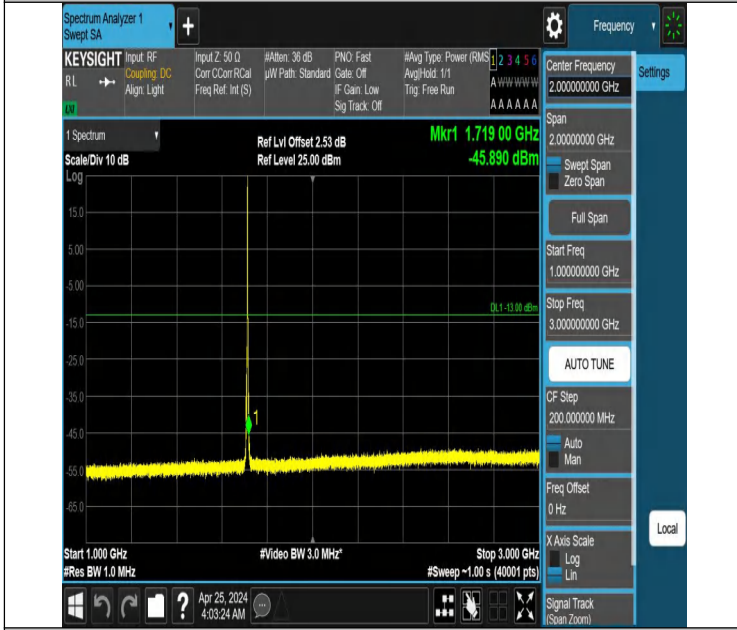 Spectrum Analyzer 1
Swept SA
+
Frequency
KEYSIGHT
RL
Input: RF
Coupling: DC
Align: Light
Input Z: 50 Ω
Corr CCorr RCal
Freq Ref: Int (S)
#Atten: 36 dB
µW Path: Standard
PNO: Fast
Gate: Off
IF Gain: Low
Sig Track: Off
#Avg Type: Power (RMS
Avg|Hold: 1/1
Trig: Free Run
1 2 3 4 5 6
A W W W W W
A A A A A A
1 Spectrum
Scale/Div 10 dB
Log
Ref Lvl Offset 2.53 dB
Ref Level 25.00 dBm
Mkr1 1.719 00 GHz
-45.890 dBm
15.0
5.00
-5.00
-15.0
-25.0
-35.0
-45.0
-55.0
-65.0
DL1 -13.00 dBm
1
Start 1.000 GHz
#Res BW 1.0 MHz
#Video BW 3.0 MHz*
Stop 3.000 GHz
#Sweep ~1.00 s (40001 pts)
?
Apr 25, 2024
4:03:24 AM
Center Frequency
2.000000000 GHz
Span
2.00000000 GHz
Swept Span
Zero Span
Full Span
Start Freq
1.000000000 GHz
Stop Freq
3.000000000 GHz
AUTO TUNE
CF Step
200.000000 MHz
Auto
Man
Freq Offset
0 Hz
X Axis Scale
Log
Lin
Signal Track
(Span Zoom)
Settings
Local